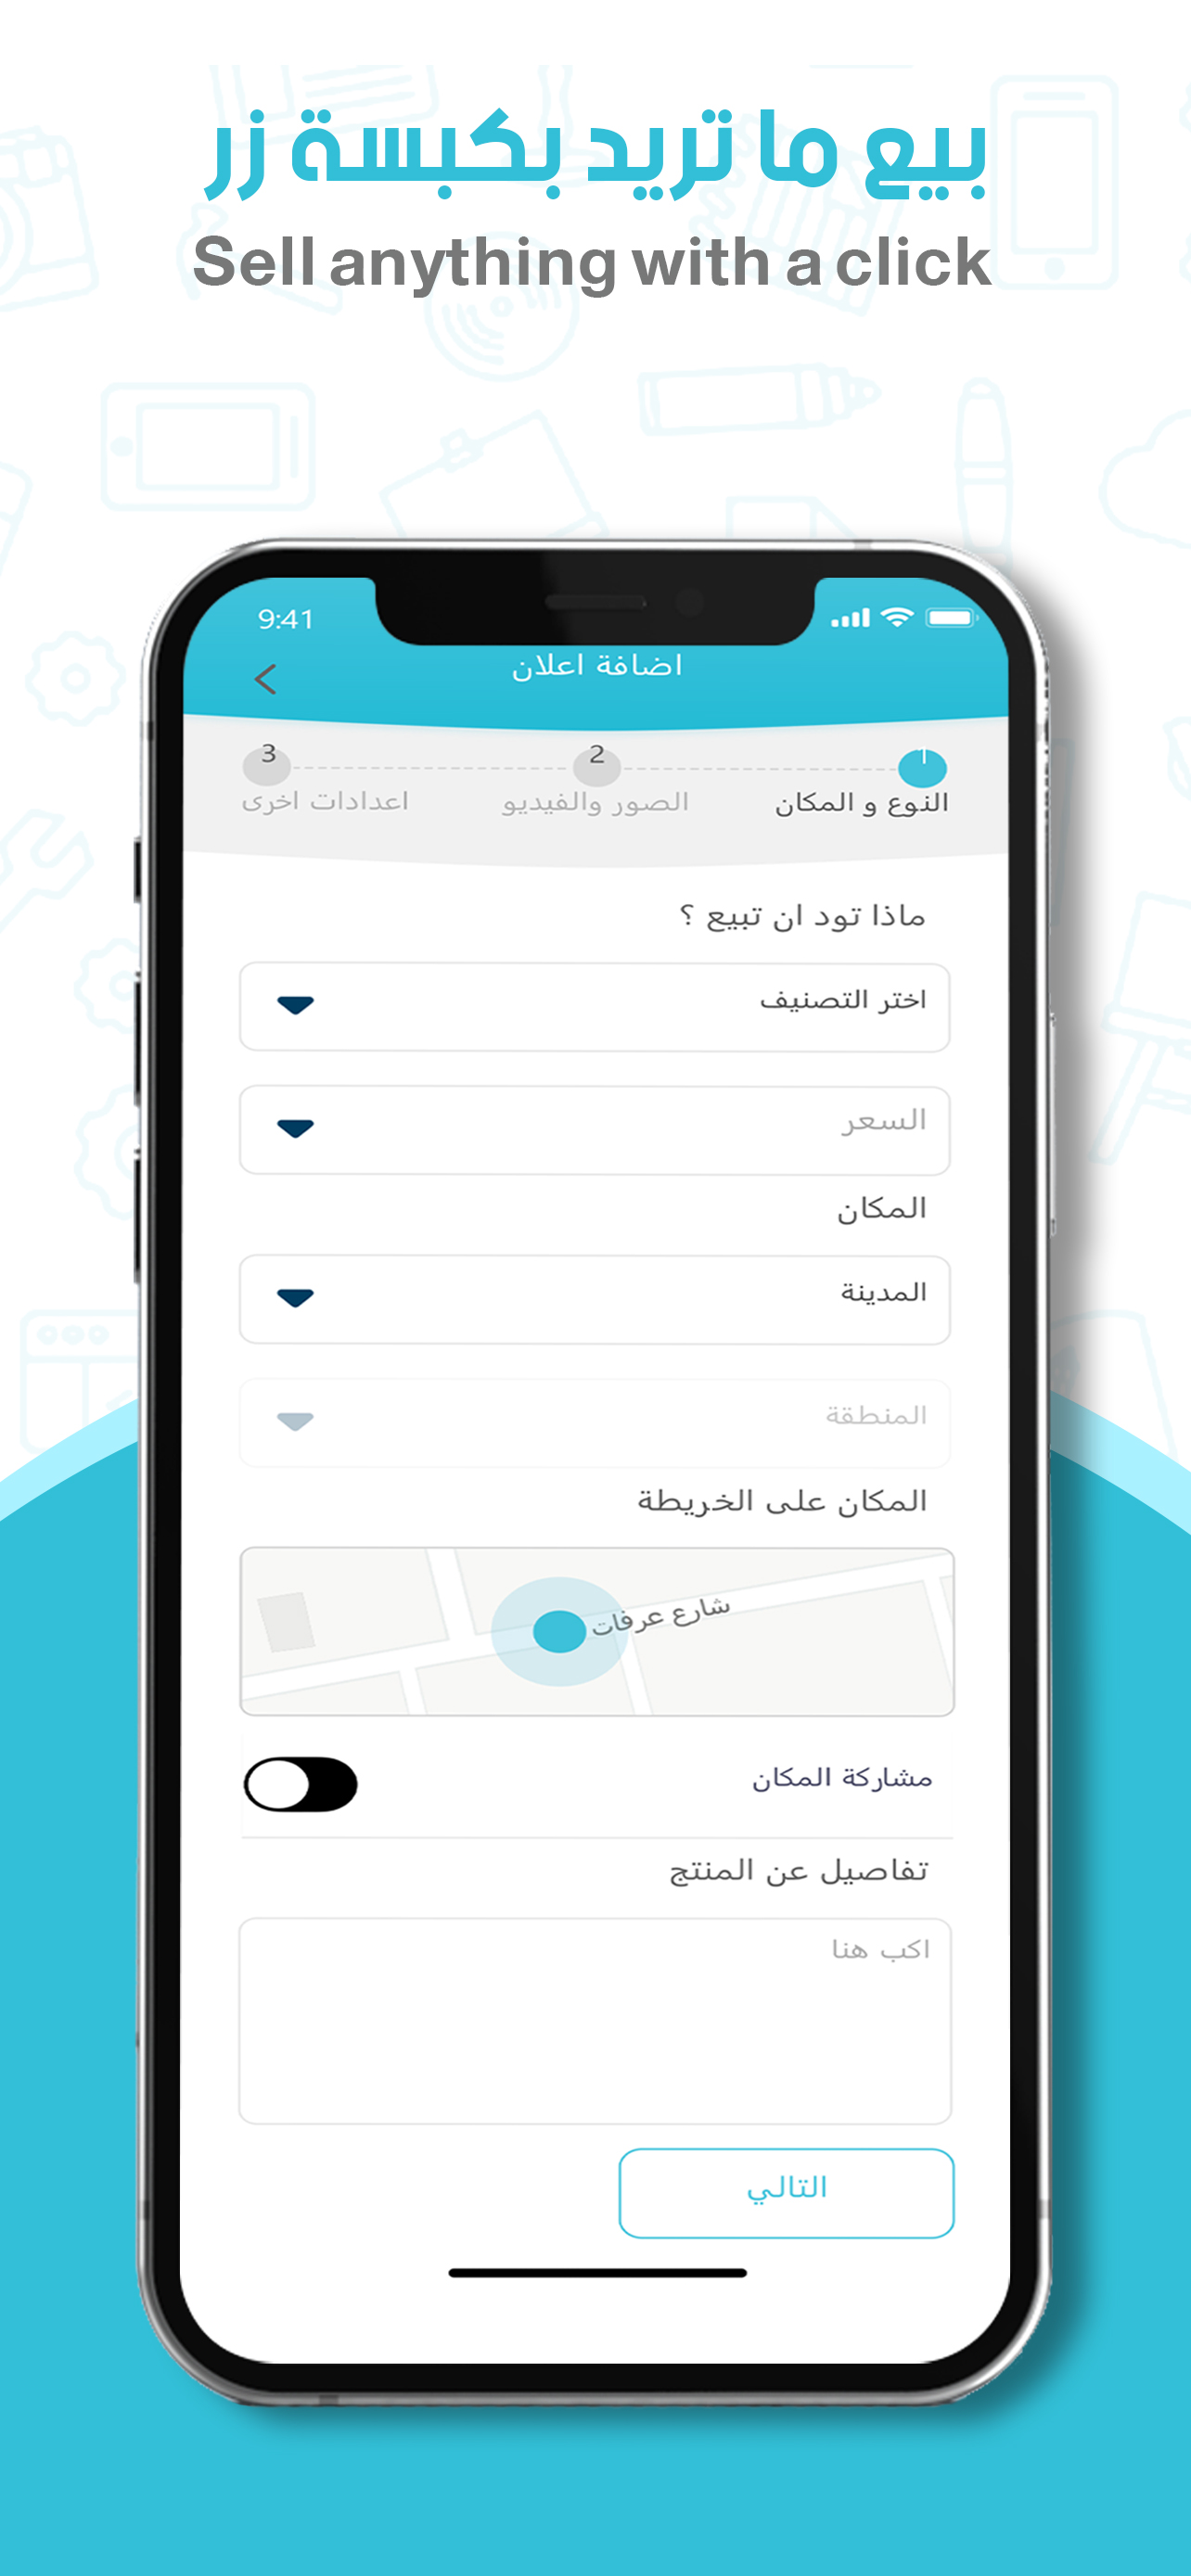 بيع ما تريد بكبسة زر
Sell anything with a click
9:41
اضافة اعلان
1 2 3
النوع و المكان الصور والفيديو اعدادات اخرى
ماذا تود ان تبيع ؟
اختر التصنيف
السعر
المكان
المدينة
المنطقة
المكان على الخريطة
شارع عرفات
مشاركة المكان
تفاصيل عن المنتج
اكب هنا
التالي